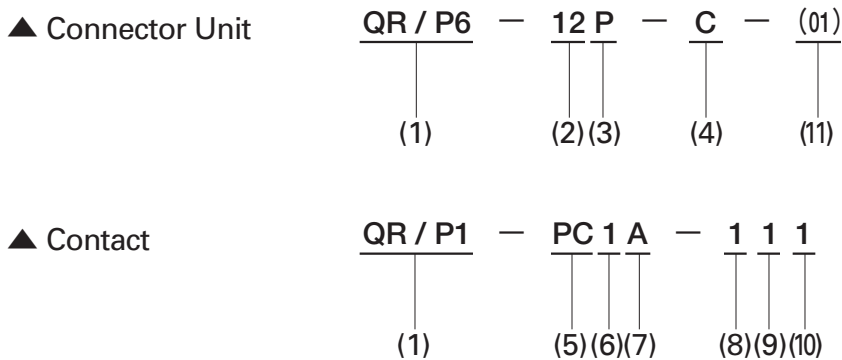 ▲ Connector Unit QR / P6 － 12 P － C － (01)
(1) (2) (3) (4) (11)
▲ Contact QR / P1 － PC 1 A － 1 1 1
(1) (5) (6) (7) (8) (9) (10)